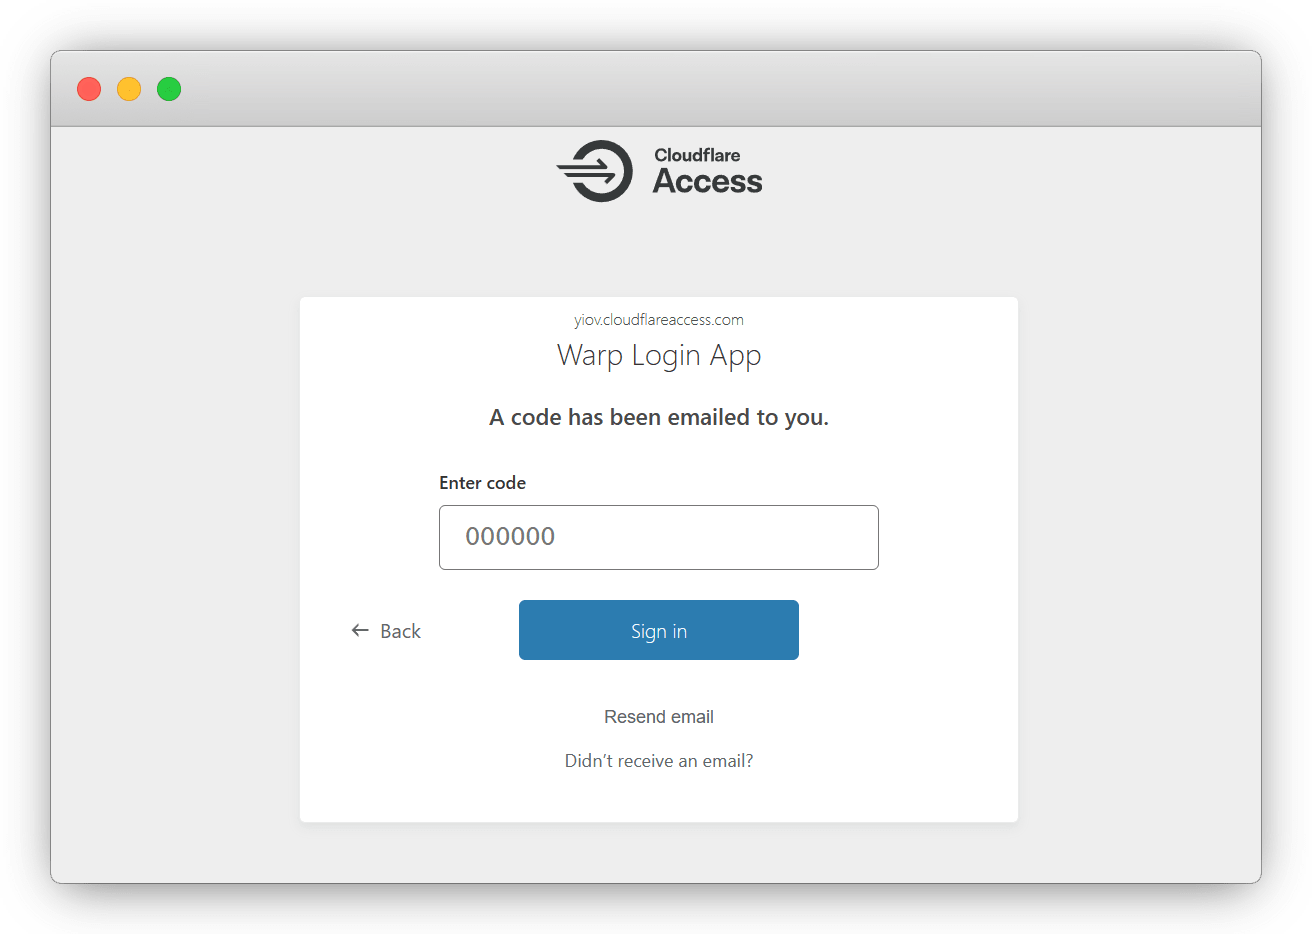 Cloudflare
Access
yiov.cloudflareaccess.com
Warp Login App
A code has been emailed to you.
Enter code
000000
← Back
Sign in
Resend email
Didn’t receive an email?